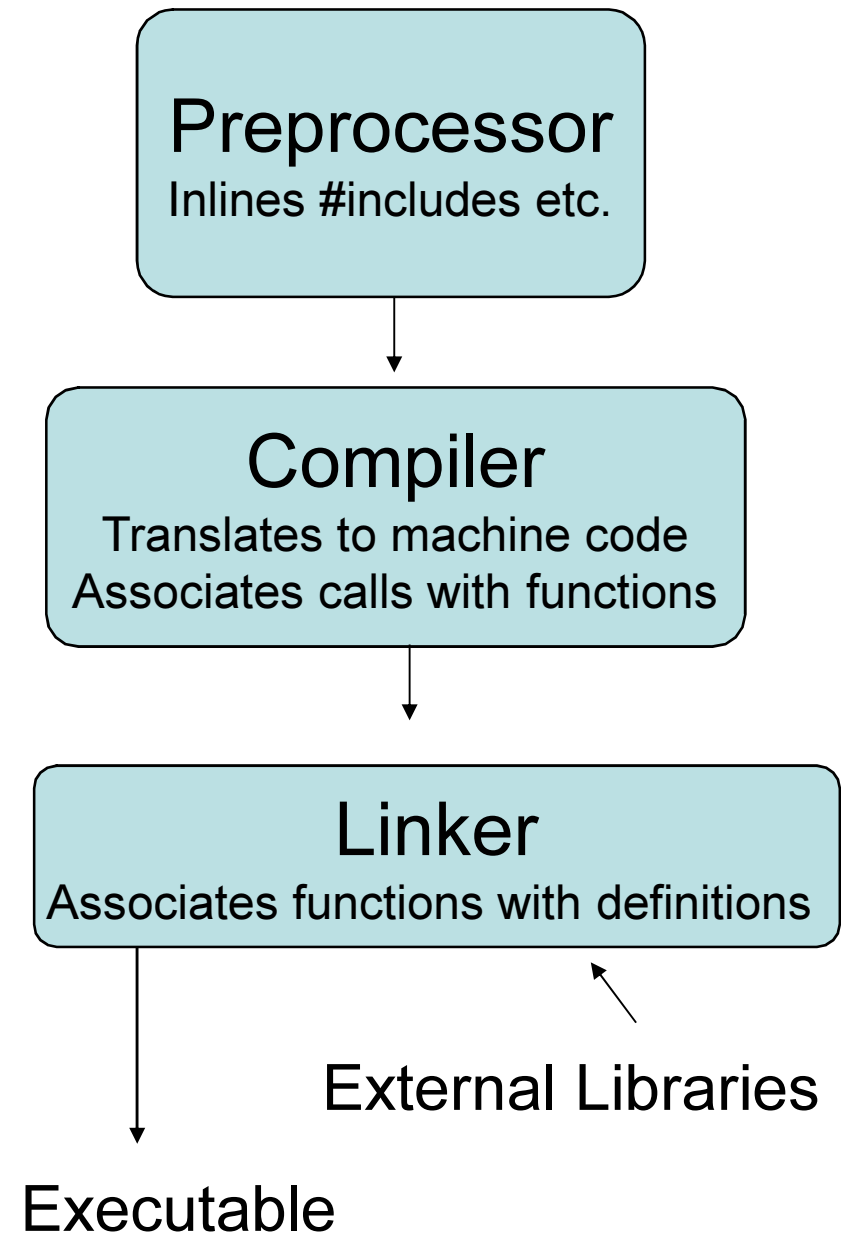 Preprocessor
Inlines #includes etc.
Compiler
Translates to machine code
Associates calls with functions
Linker
Associates functions with definitions
External Libraries
Executable